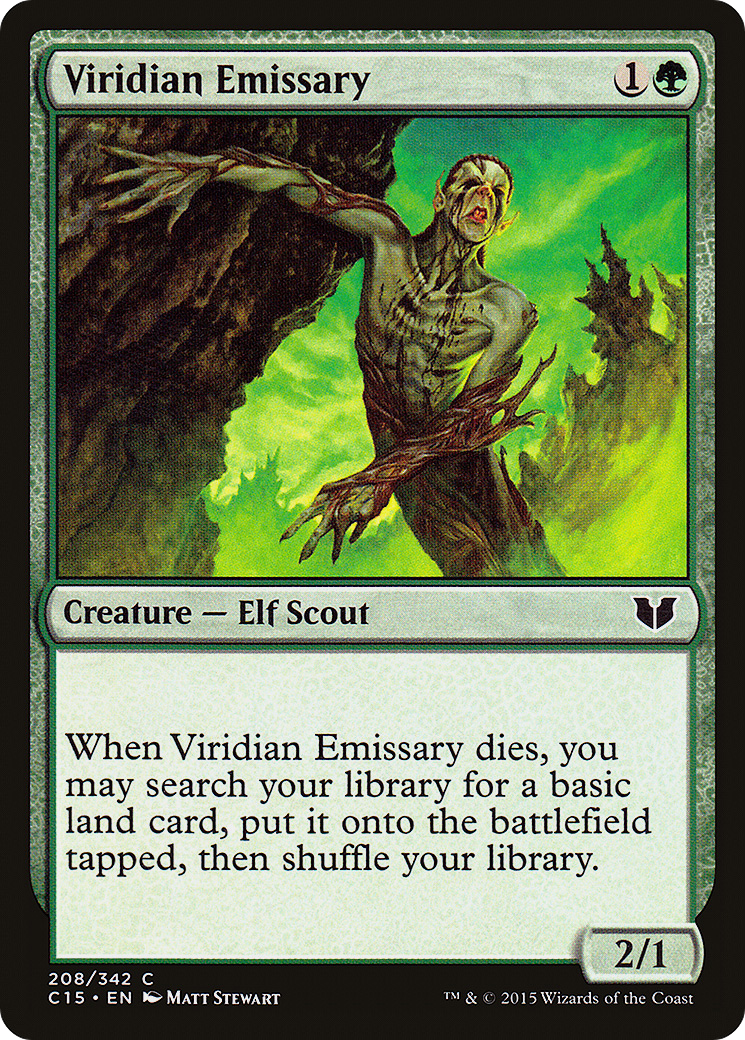 Viridian Emissary 1
Creature — Elf Scout
When Viridian Emissary dies, you
may search your library for a basic
land card, put it onto the battlefield
tapped, then shuffle your library.
2/1
208/342 C
C15 • EN Matt Stewart
™ & © 2015 Wizards of the Coast